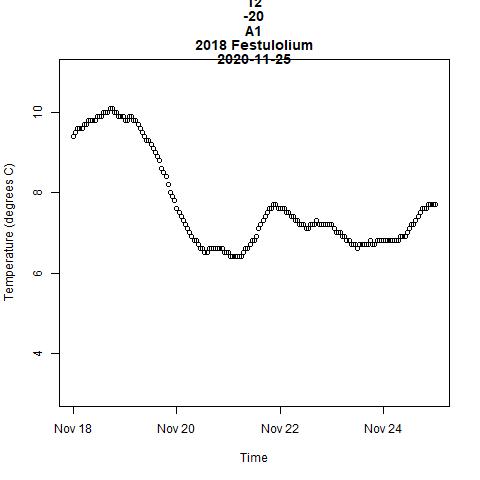 12
-20
A1
2018 Festulolium
2020-11-25
Temperature (degrees C)
10
8
6
4
Nov 18
Nov 20
Nov 22
Nov 24
Time